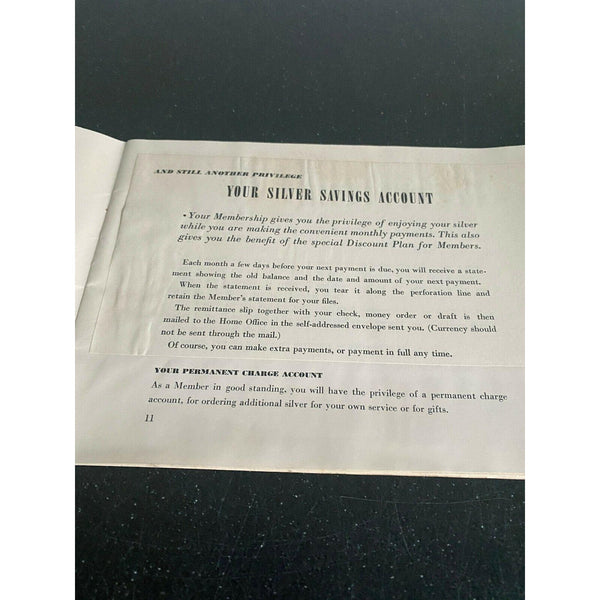 AND STILL ANOTHER PRIVILEGE
YOUR SILVER SAVINGS ACCOUNT
• Your Membership gives you the privilege of enjoying your silver
while you are making the convenient monthly payments. This also
gives you the benefit of the special Discount Plan for Members.
Each month a few days before your next payment is due, you will receive a state-
ment showing the old balance and the date and amount of your next payment.
When the statement is received, you tear it along the perforation line and
retain the Member's statement for your files.
The remittance slip together with your check, money order or draft is then
mailed to the Home Office in the self-addressed envelope sent you. (Currency should
not be sent through the mail.)
Of course, you can make extra payments, or payment in full any time.
YOUR PERMANENT CHARGE ACCOUNT
As a Member in good standing, you will have the privilege of a permanent charge
account, for ordering additional silver for your own service or for gifts.
11